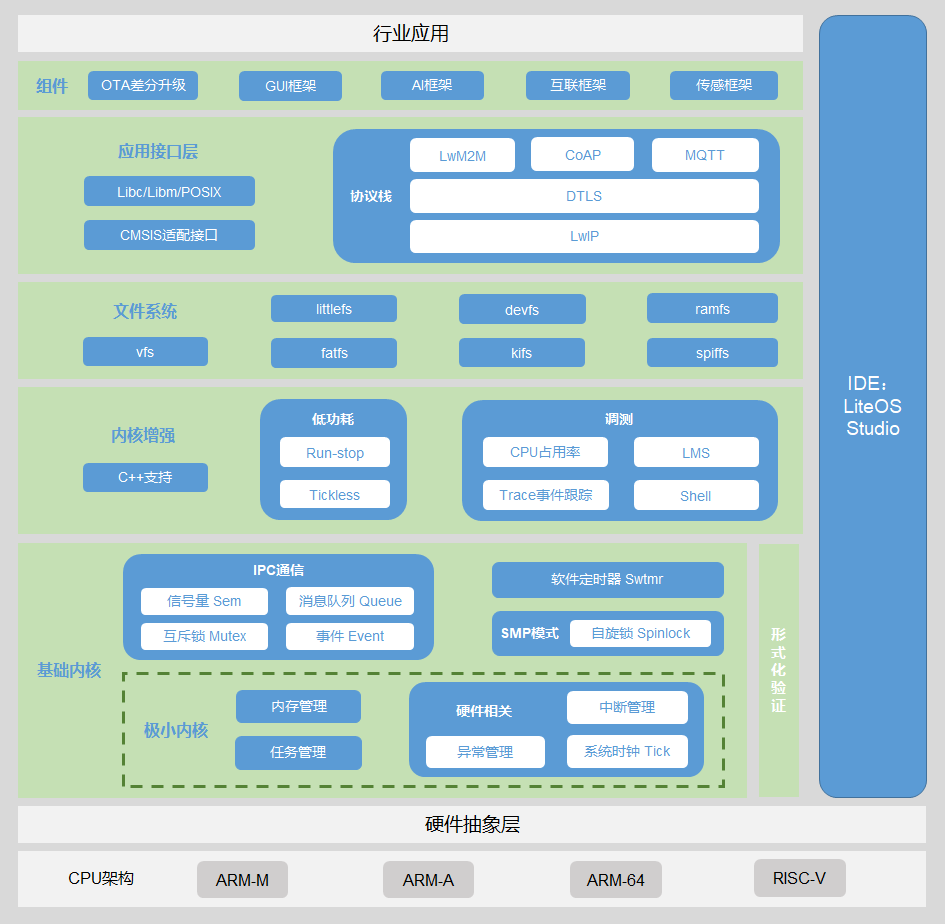 行业应用
组件
OTA差分升级
GUI框架
AI框架
互联框架
传感框架
应用接口层
Libc/Libm/POSIX
CMSIS适配接口
协议栈
LwM2M
CoAP
MQTT
DTLS
LwIP
文件系统
littlefs
devfs
ramfs
vfs
fatfs
kifs
spiffs
内核增强
C++支持
低功耗
Run-stop
Tickless
调测
CPU占用率
LMS
Trace事件跟踪
Shell
基础内核
IPC通信
信号量 Sem
消息队列 Queue
互斥锁 Mutex
事件 Event
软件定时器 Swtmr
SMP模式
自旋锁 Spinlock
极小内核
内存管理
任务管理
硬件相关
中断管理
异常管理
系统时钟 Tick
形式化验证
IDE：
LiteOS
Studio
硬件抽象层
CPU架构
ARM-M
ARM-A
ARM-64
RISC-V